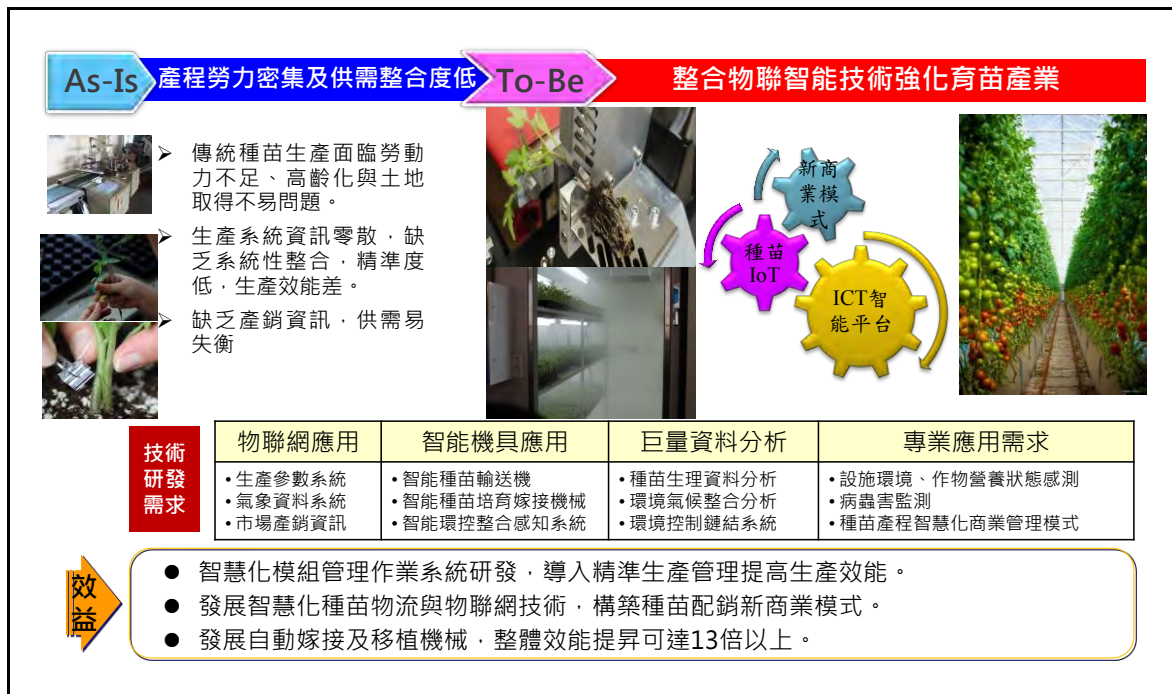 As-Is
產程勞力密集及供需整合度低
To-Be
整合物聯智能技術強化育苗產業
➢ 傳統種苗生產面臨勞動
力不足、高齡化與土地
取得不易問題。
➢ 生產系統資訊零散，缺
乏系統性整合，精準度
低，生產效能差。
➢ 缺乏產銷資訊，供需易
失衡
新商
業模
式
種苗
IoT
ICT智
能平台
技術
研發
需求
物聯網應用
•生產參數系統
•氣象資料系統
•市場產銷資訊
智能機具應用
•智能種苗輸送機
•智能種苗培育嫁接機械
•智能環控整合感知系統
巨量資料分析
•種苗生理資料分析
•環境氣候整合分析
•環境控制鏈結系統
專業應用需求
•設施環境、作物營養狀態感測
•病蟲害監測
•種苗產程智慧化商業管理模式
效
益
● 智慧化模組管理作業系統研發，導入精準生產管理提高生產效能。
● 發展智慧化種苗物流與物聯網技術，構築種苗配銷新商業模式。
● 發展自動嫁接及移植機械，整體效能提昇可達13倍以上。